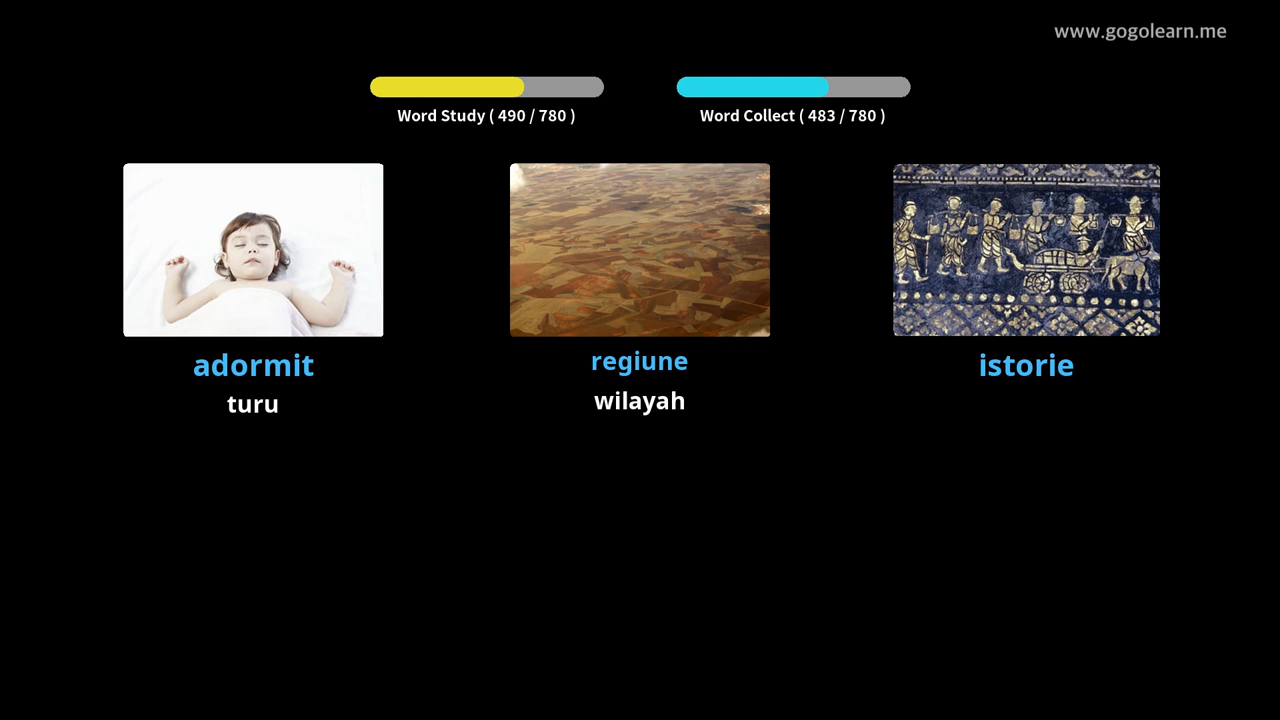 www.gogolearn.me
Word Study ( 490 / 780 )
Word Collect ( 483 / 780 )
adormit
turu
regiune
wilayah
istorie